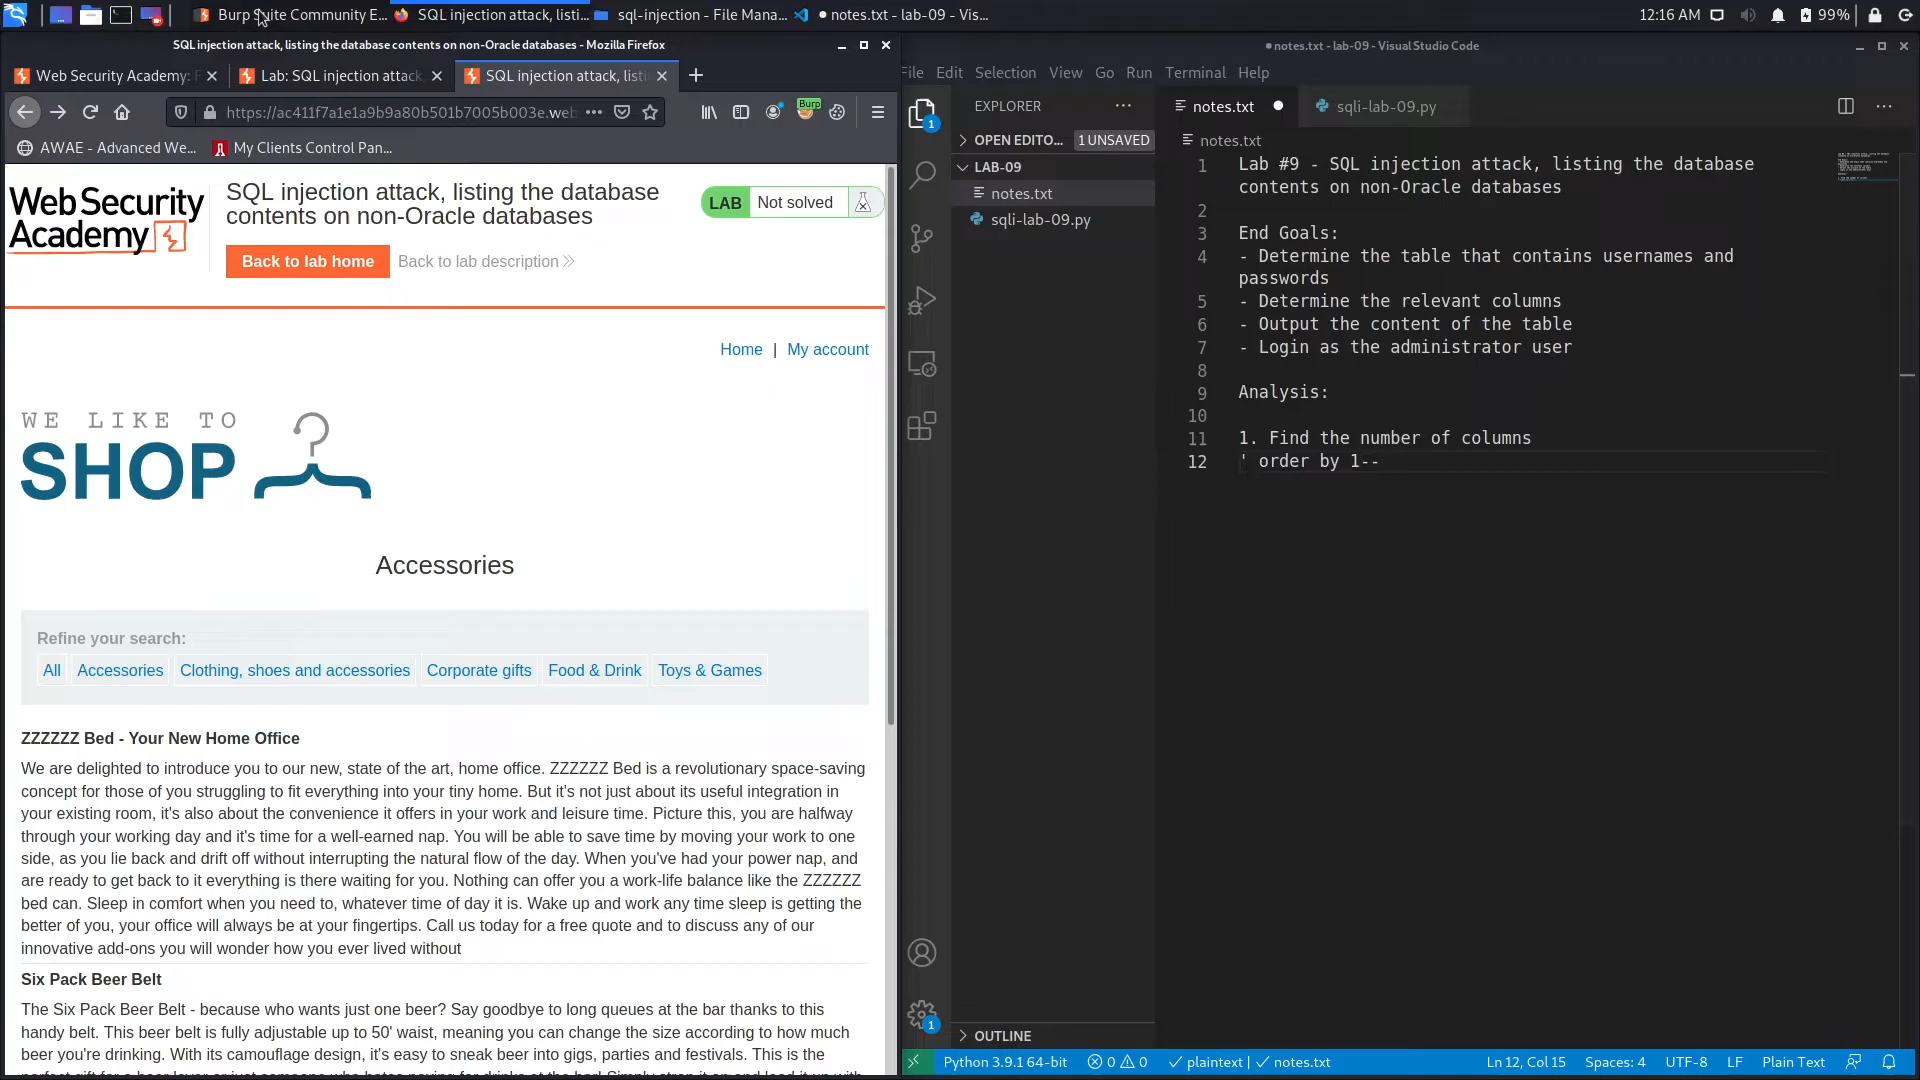 Burp Suite Community E...
SQL injection attack, listi...
sql-injection - File Mana...
● notes.txt - lab-09 - Vis...
12:16 AM
99%
SQL injection attack, listing the database contents on non-Oracle databases - Mozilla Firefox
Web Security Academy: F
Lab: SQL injection attack
SQL injection attack, listi
https://ac411f7a1e1a9b9a80b501b7005b003e.web
Burp
AWAE - Advanced We...
My Clients Control Pan...
Web Security
Academy
SQL injection attack, listing the database
contents on non-Oracle databases
LAB
Not solved
Back to lab home
Back to lab description
Home | My account
WE LIKE TO
SHOP
Accessories
Refine your search:
All
Accessories
Clothing, shoes and accessories
Corporate gifts
Food & Drink
Toys & Games
ZZZZZZ Bed - Your New Home Office
We are delighted to introduce you to our new, state of the art, home office. ZZZZZZ Bed is a revolutionary space-saving
concept for those of you struggling to fit everything into your tiny home. But it's not just about its useful integration in
your existing room, it's also about the convenience it offers in your work and leisure time. Picture this, you are halfway
through your working day and it's time for a well-earned nap. You will be able to save time by moving your work to one
side, as you lie back and drift off without interrupting the natural flow of the day. When you've had your power nap, and
are ready to get back to it everything is there waiting for you. Nothing can offer you a work-life balance like the ZZZZZZ
bed can. Sleep in comfort when you need to, whatever time of day it is. Wake up and work any time sleep is getting the
better of you, your office will always be at your fingertips. Call us today for a free quote and to discuss any of our
innovative add-ons you will wonder how you ever lived without
Six Pack Beer Belt
The Six Pack Beer Belt - because who wants just one beer? Say goodbye to long queues at the bar thanks to this
handy belt. This beer belt is fully adjustable up to 50' waist, meaning you can change the size according to how much
beer you're drinking. With its camouflage design, it's easy to sneak beer into gigs, parties and festivals. This is the
● notes.txt - lab-09 - Visual Studio Code
File Edit Selection View Go Run Terminal Help
EXPLORER
OPEN EDITO...
1 UNSAVED
LAB-09
notes.txt
sqli-lab-09.py
OUTLINE
1
1
notes.txt
sqli-lab-09.py
notes.txt
1 Lab #9 - SQL injection attack, listing the database
contents on non-Oracle databases
2
3 End Goals:
4 - Determine the table that contains usernames and
passwords
5 - Determine the relevant columns
6 - Output the content of the table
7 - Login as the administrator user
8
9 Analysis:
10
11 1. Find the number of columns
12 ' order by 1--
Python 3.9.1 64-bit
0
0
plaintext | notes.txt
Ln 12, Col 15
Spaces: 4
UTF-8
LF
Plain Text